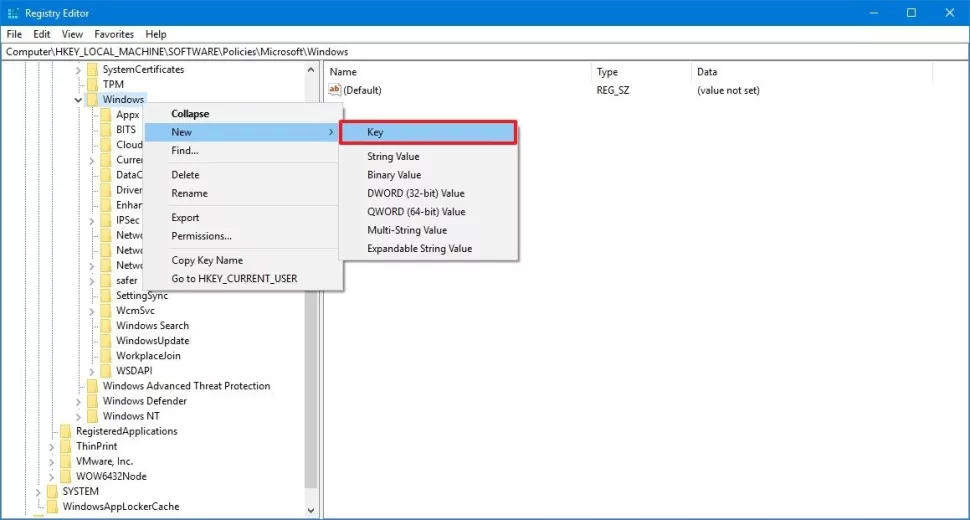 Registry Editor
File Edit View Favorites Help
Computer\HKEY_LOCAL_MACHINE\SOFTWARE\Policies\Microsoft\Windows
SystemCertificates
TPM
Windows
Appx
BITS
Cloud
Curre
DataC
Driver
Enhan
IPSec
Netwo
Netwo
Netwo
safer
SettingSync
WcmSvc
Windows Search
WindowsUpdate
WorkplaceJoin
WSDAPI
Windows Advanced Threat Protection
Windows Defender
Windows NT
RegisteredApplications
ThinPrint
VMware, Inc.
WOW6432Node
SYSTEM
WindowsAppLockerCache
Collapse
New
Find...
Delete
Rename
Export
Permissions...
Copy Key Name
Go to HKEY_CURRENT_USER
Key
String Value
Binary Value
DWORD (32-bit) Value
QWORD (64-bit) Value
Multi-String Value
Expandable String Value
Name Type Data
ab (Default) REG_SZ (value not set)